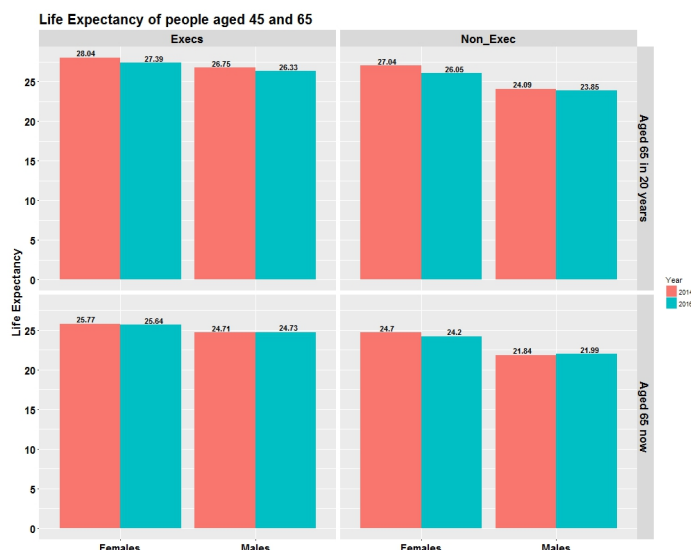 Life Expectancy of people aged 45 and 65
Execs
Non_Exec
28.04
27.39
26.75
26.33
27.04
26.05
24.09
23.85
25
20
15
10
5
0
Aged 65 in 20 years
Life Expectancy
25.77
25.64
24.71
24.73
24.7
24.2
21.84
21.99
25
20
15
10
5
0
Aged 65 now
Females
Males
Females
Males
Year
2014
2016